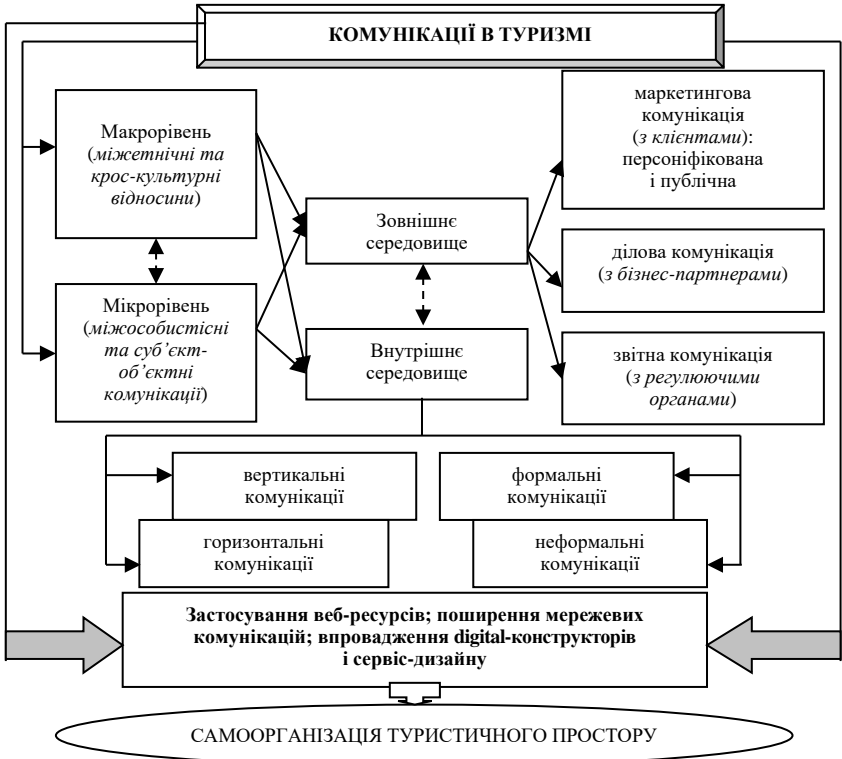 КОМУНІКАЦІЇ В ТУРИЗМІ
Макрорівень
(міжетнічні та
крос-культурні
відносини)
Мікрорівень
(міжособистісні
та суб’єкт-
об’єктні
комунікації)
Зовнішнє
середовище
Внутрішнє
середовище
маркетингова
комунікація
(з клієнтами):
персоніфікована
і публічна
ділова комунікація
(з бізнес-партнерами)
звітна комунікація
(з регулюючими
органами)
вертикальні
комунікації
горизонтальні
комунікації
формальні
комунікації
неформальні
комунікації
Застосування веб-ресурсів; поширення мережевих
комунікацій; впровадження digital-конструкторів
і сервіс-дизайну
САМООРГАНІЗАЦІЯ ТУРИСТИЧНОГО ПРОСТОРУ